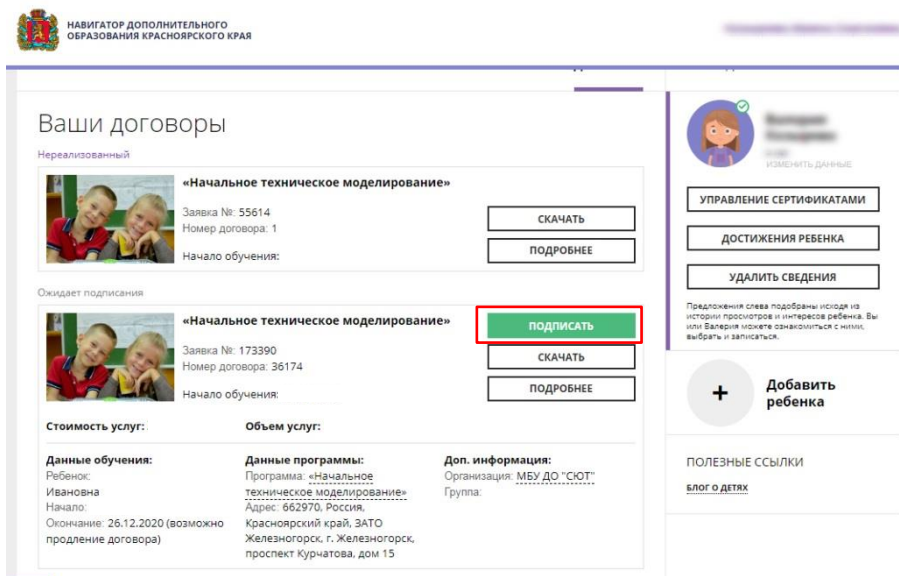 НАВИГАТОР ДОПОЛНИТЕЛЬНОГО
ОБРАЗОВАНИЯ КРАСНОЯРСКОГО КРАЯ
Ваши договоры
Нереализованный
«Начальное техническое моделирование»
Заявка №: 55614
Номер договора: 1
Начало обучения:
СКАЧАТЬ
ПОДРОБНЕЕ
Ожидает подписания
«Начальное техническое моделирование»
Заявка №: 173390
Номер договора: 36174
Начало обучения:
ПОДПИСАТЬ
СКАЧАТЬ
ПОДРОБНЕЕ
Стоимость услуг:
Объем услуг:
Данные обучения:
Ребенок:
Ивановна
Начало:
Окончание: 26.12.2020 (возможно
продление договора)
Данные программы:
Программа: «Начальное
техническое моделирование»
Адрес: 662970, Россия,
Красноярский край, ЗАТО
Железногорск, г. Железногорск,
проспект Курчатова, дом 15
Доп. информация:
Организация: МБУ ДО "СЮТ"
Группа:
ИЗМЕНИТЬ ДАННЫЕ
УПРАВЛЕНИЕ СЕРТИФИКАТАМИ
ДОСТИЖЕНИЯ РЕБЕНКА
УДАЛИТЬ СВЕДЕНИЯ
Предложения слева подобраны исходя из
истории просмотров и интересов ребенка. Вы
или Валерия можете ознакомиться с ними,
выбрать и записаться.
+
Добавить
ребенка
ПОЛЕЗНЫЕ ССЫЛКИ
БЛОГ О ДЕТЯХ